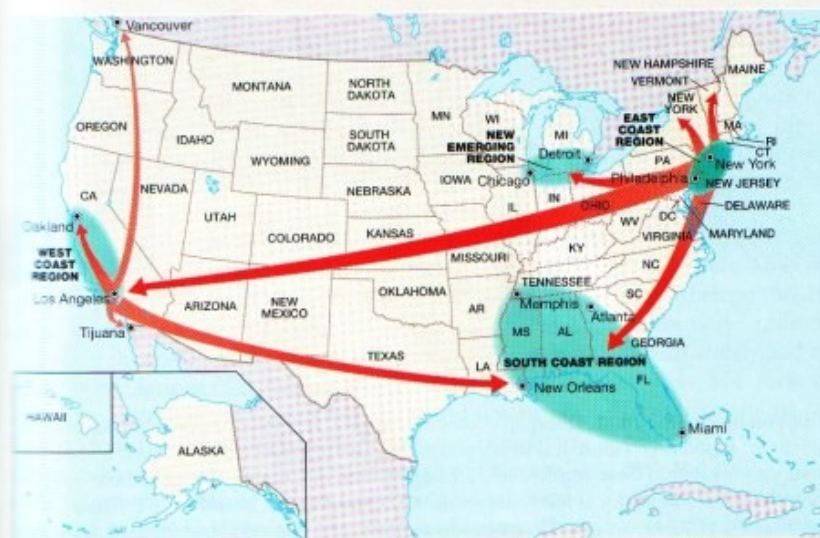 Vancouver
WASHINGTON
MONTANA
NORTH
DAKOTA
MN
WI
MI
NEW HAMPSHIRE
VERMONT
MAINE
NEW
YORK
MA
RI
CT
OREGON
IDAHO
WYOMING
SOUTH
DAKOTA
NEW
EMERGING
REGION
Detroit
EAST
COAST
REGION
PA
New York
Philadelphia
NEW JERSEY
IOWA
Chicago
CA
NEVADA
UTAH
NEBRASKA
IL
IN
OHIO
WV
DC
DELAWARE
VIRGINIA
MARYLAND
Oakland
COLORADO
KANSAS
MISSOURI
KY
WEST
COAST
REGION
Los Angeles
ARIZONA
NEW
MEXICO
OKLAHOMA
AR
TENNESSEE
Memphis
NC
SC
Atlanta
Tijuana
TEXAS
LA
MS
AL
GEORGIA
SOUTH COAST REGION
FL
New Orleans
Miami
HAWAII
ALASKA